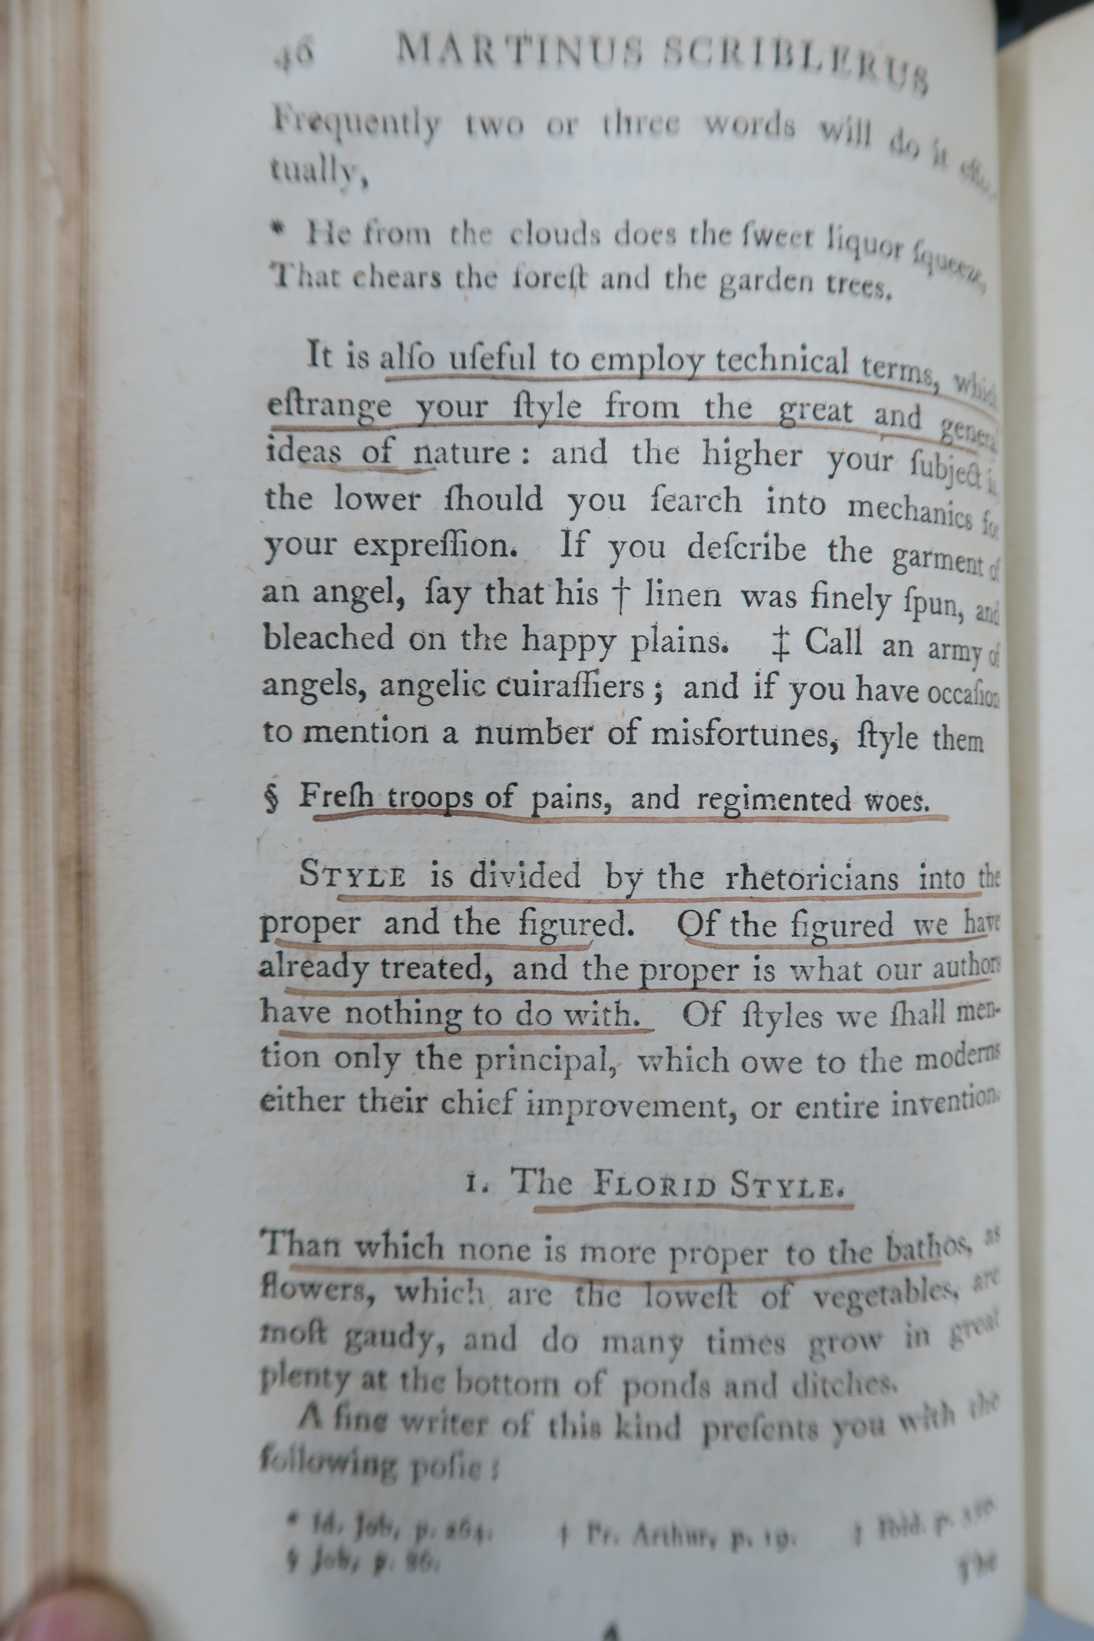 46 MARTINUS SCRIBLERUS
Frequently two or three words will do it effec-
tually,
* He from the clouds does the ſweet liquor ſqueeze,
That chears the foreſt and the garden trees.
It is alſo uſeful to employ technical terms, which
eſtrange your ſtyle from the great and general
ideas of nature : and the higher your ſubject is,
the lower ſhould you ſearch into mechanics for
your expreſſion. If you deſcribe the garment of
an angel, ſay that his † linen was finely ſpun, and
bleached on the happy plains. ‡ Call an army of
angels, angelic cuiraſſiers ; and if you have occaſion
to mention a number of misfortunes, ſtyle them
§ Freſh troops of pains, and regimented woes.
STYLE is divided by the rhetoricians into the
proper and the figured. Of the figured we have
already treated, and the proper is what our authors
have nothing to do with. Of ſtyles we ſhall men-
tion only the principal, which owe to the moderns
either their chief improvement, or entire invention.
1. The FLORID STYLE.
Than which none is more proper to the bathos, as
flowers, which are the loweſt of vegetables, are
moſt gaudy, and do many times grow in great
plenty at the bottom of ponds and ditches.
A fine writer of this kind preſents you with the
following poſie :
* Id. Job, p. 264. † Pr. Arthur, p. 19. ‡ Ibid. p.
§ Job, p. 86.
The